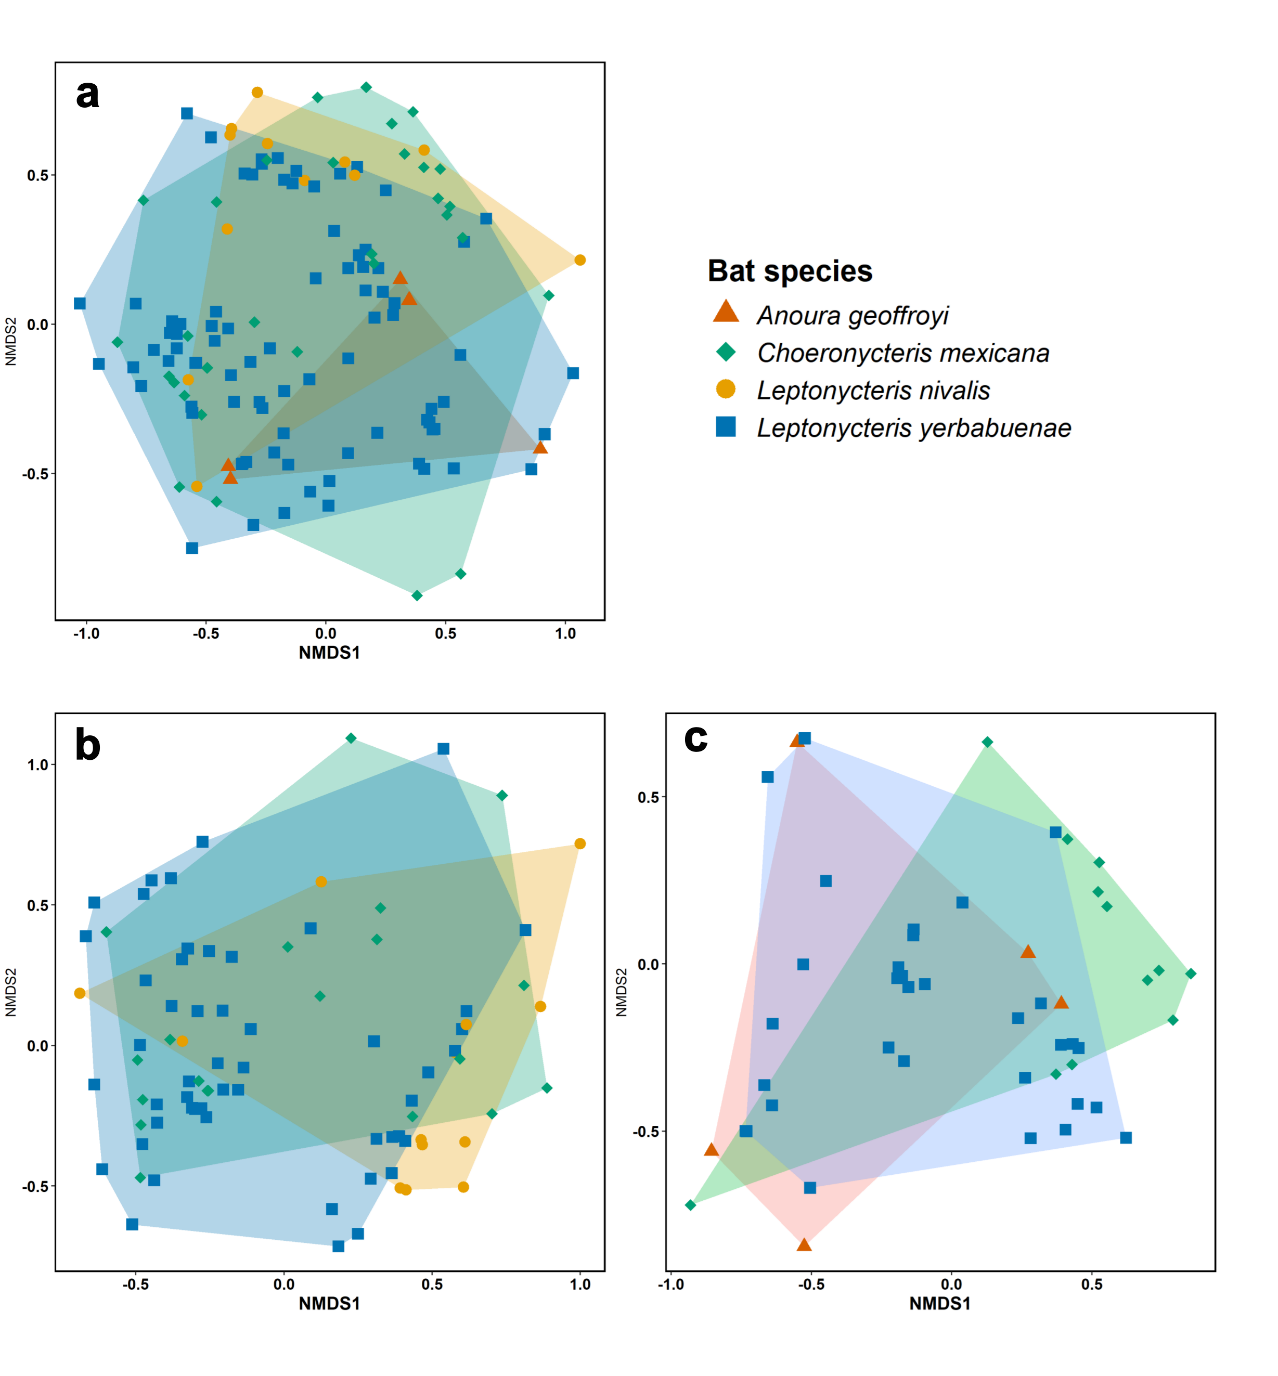 a
0.5
0.0
-0.5
NMDS2
-1.0 -0.5 0.0 0.5 1.0
NMDS1
Bat species
Anoura geoffroyi
Choeronycteris mexicana
Leptonycteris nivalis
Leptonycteris yerbabuenae
b
1.0
0.5
0.0
-0.5
NMDS2
-0.5 0.0 0.5 1.0
NMDS1
c
0.5
0.0
-0.5
NMDS2
-1.0 -0.5 0.0 0.5
NMDS1